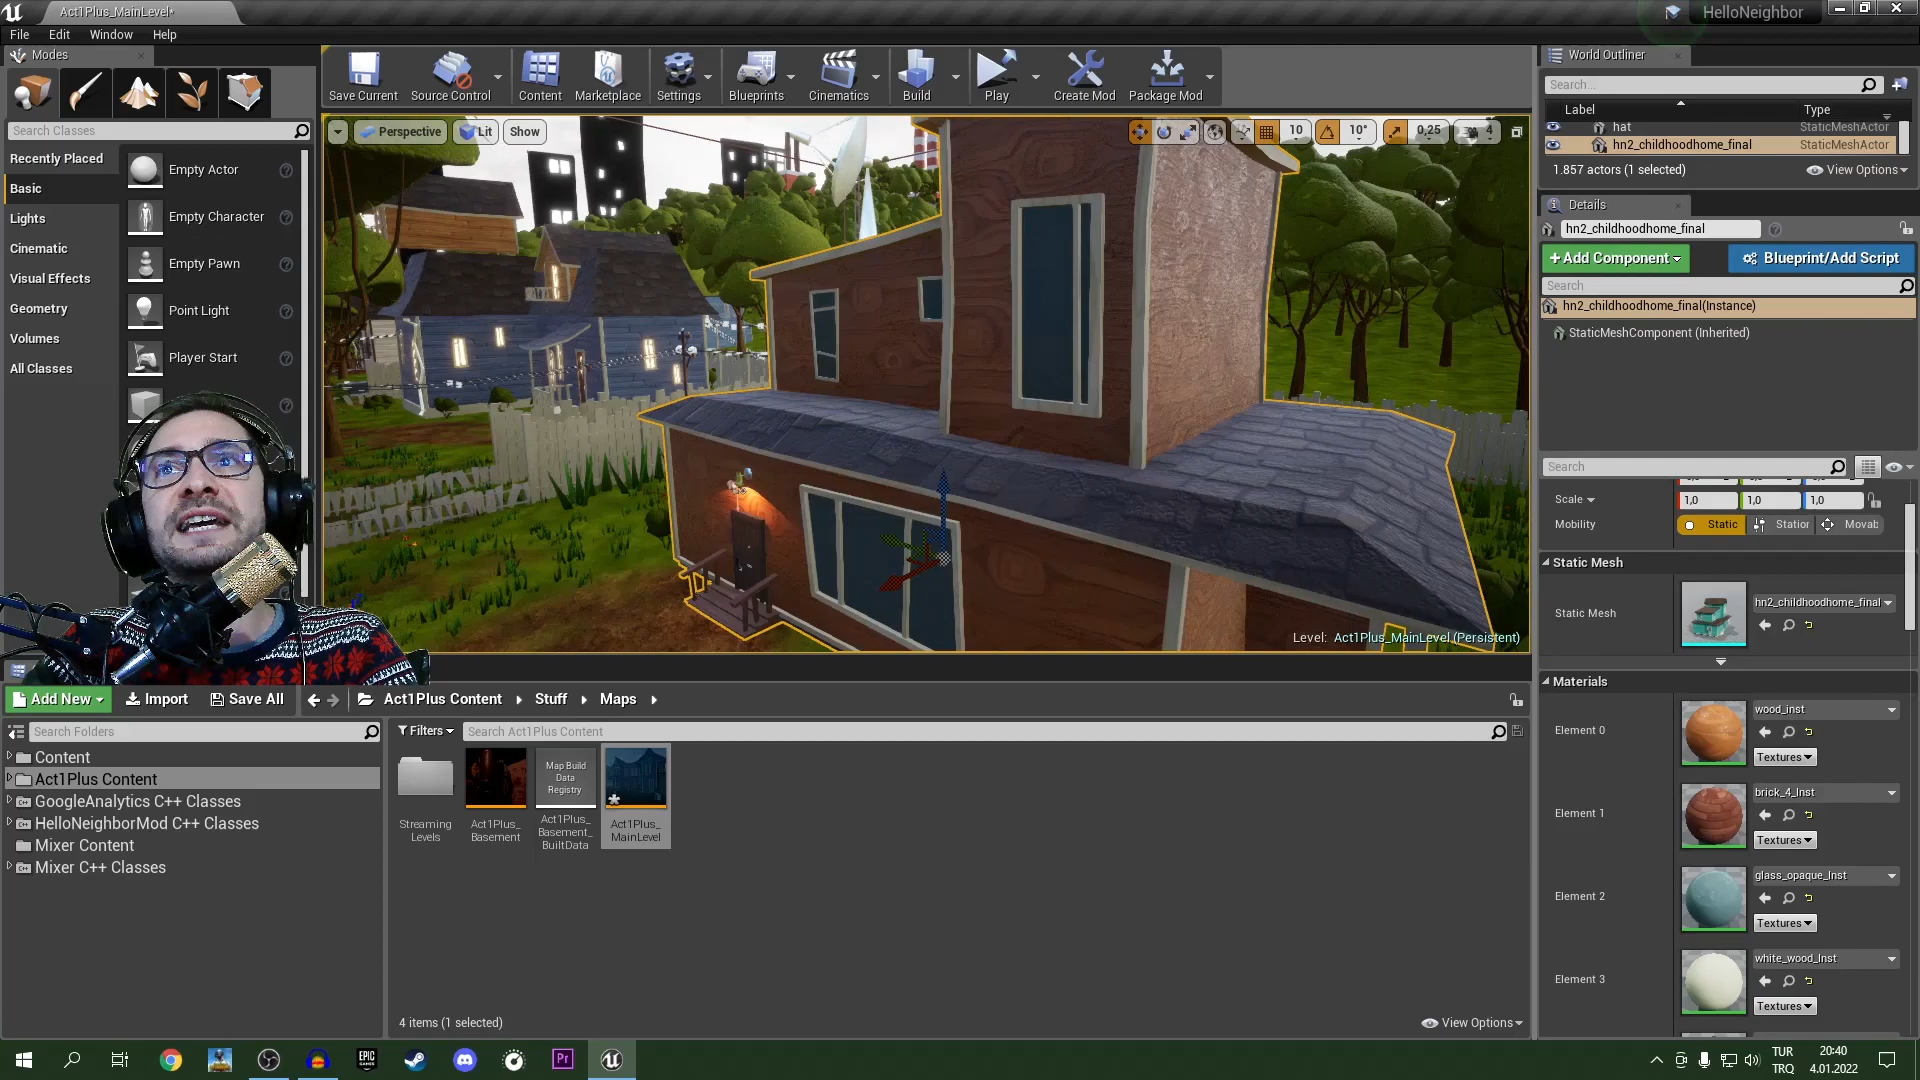 Act1Plus_MainLevel*
HelloNeighbor
File Edit Window Help
Modes
Search Classes
Recently Placed
Basic
Lights
Cinematic
Visual Effects
Geometry
Volumes
All Classes
Empty Actor
Empty Character
Empty Pawn
Point Light
Player Start
Save Current
Source Control
Content
Marketplace
Settings
Blueprints
Cinematics
Build
Play
Create Mod
Package Mod
Perspective
Lit
Show
10
10°
0,25
4
Level: Act1Plus_MainLevel (Persistent)
World Outliner
Search...
Label Type
hat StaticMeshActor
hn2_childhoodhome_final StaticMeshActor
1.857 actors (1 selected)
View Options
Details
hn2_childhoodhome_final
+Add Component
Blueprint/Add Script
Search
hn2_childhoodhome_final(Instance)
StaticMeshComponent (Inherited)
Search
Scale 1,0 1,0 1,0
Mobility Static Station Movab
Static Mesh
Static Mesh
hn2_childhoodhome_final
Materials
Element 0
wood_inst
Textures
Element 1
brick_4_Inst
Textures
Element 2
glass_opaque_Inst
Textures
Element 3
white_wood_Inst
Textures
Add New
Import
Save All
Act1Plus Content
Stuff
Maps
Search Folders
Filters
Search Act1Plus Content
Content
Act1Plus Content
GoogleAnalytics C++ Classes
HelloNeighborMod C++ Classes
Mixer Content
Mixer C++ Classes
Streaming
Levels
Act1Plus_
Basement
Map Build
Data
Registry
Act1Plus_
Basement_
BuiltData
Act1Plus_
MainLevel
4 items (1 selected)
View Options
EPIC
GAMES
Pr
TUR
TRQ
20:40
4.01.2022